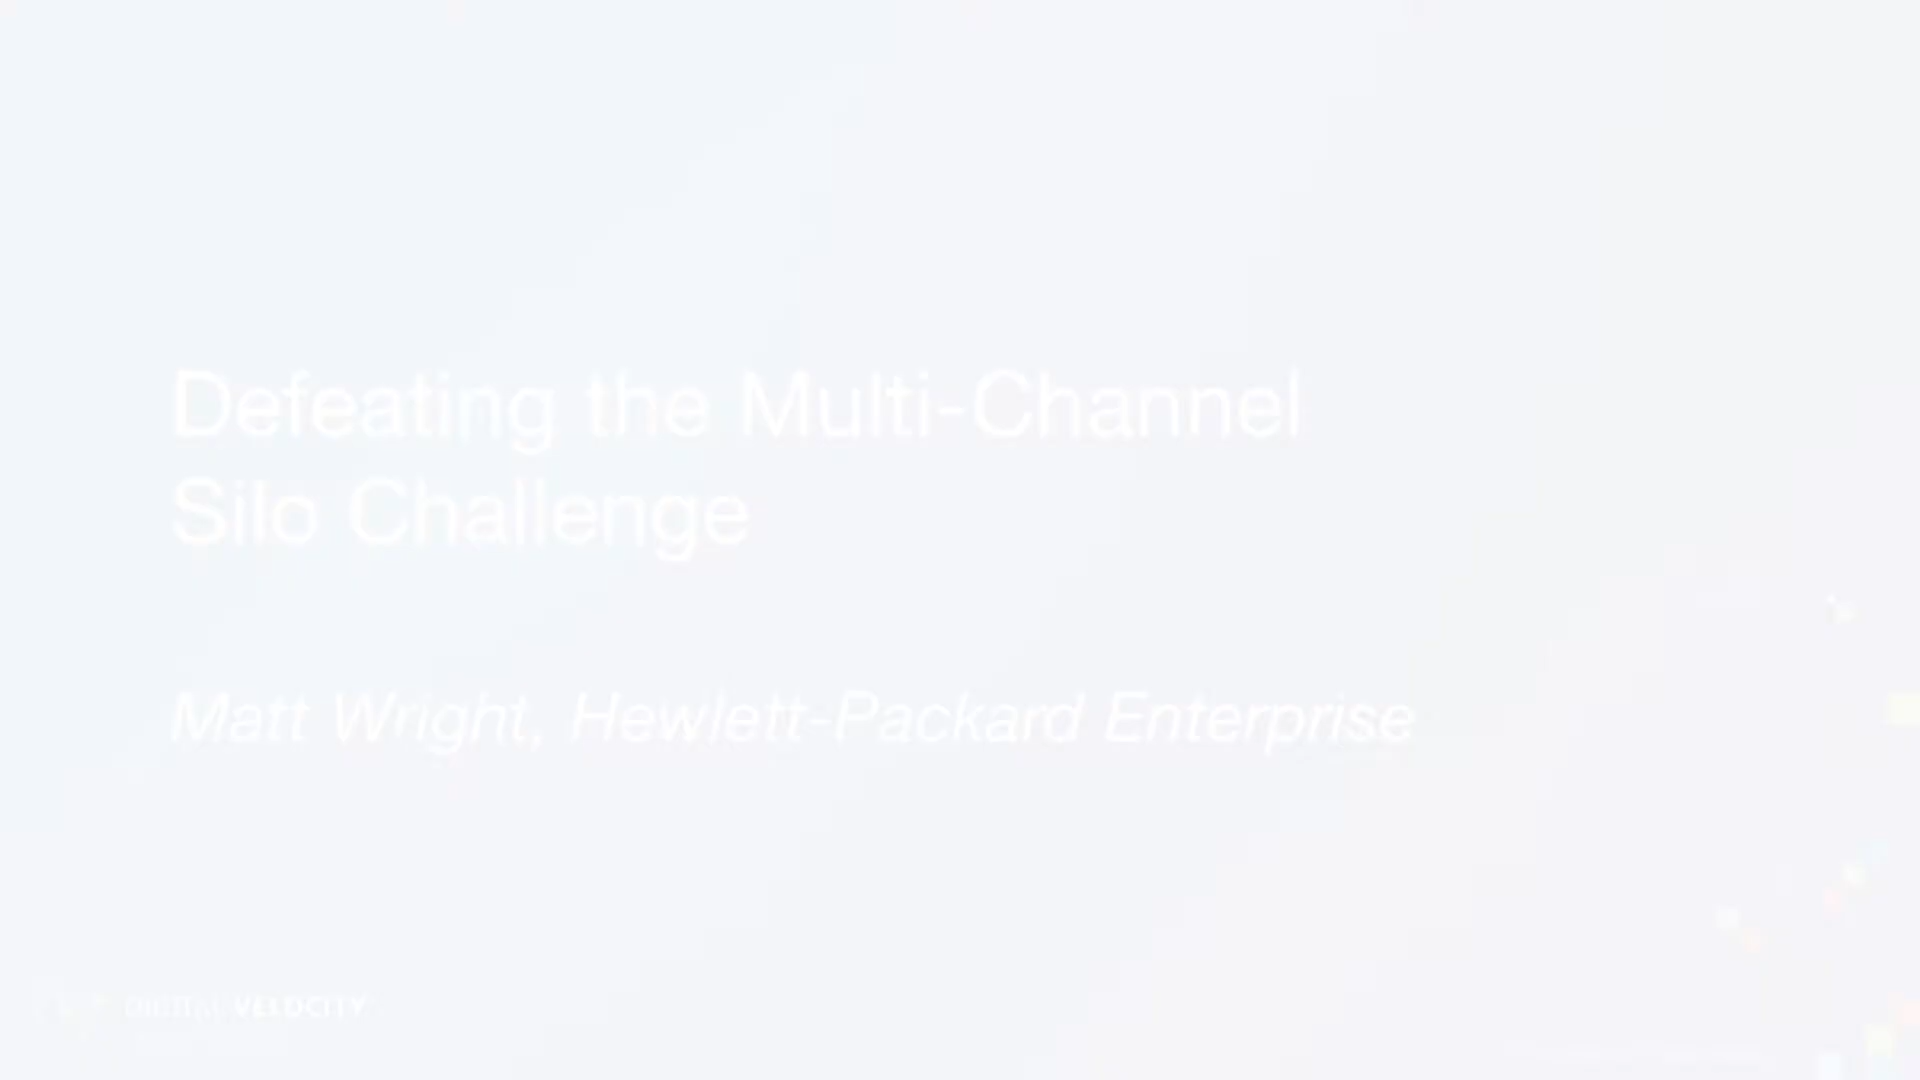 Defeating the Multi-Channel
Silo Challenge
Matt Wright, Hewlett-Packard Enterprise
DIGITAL VELOCITY